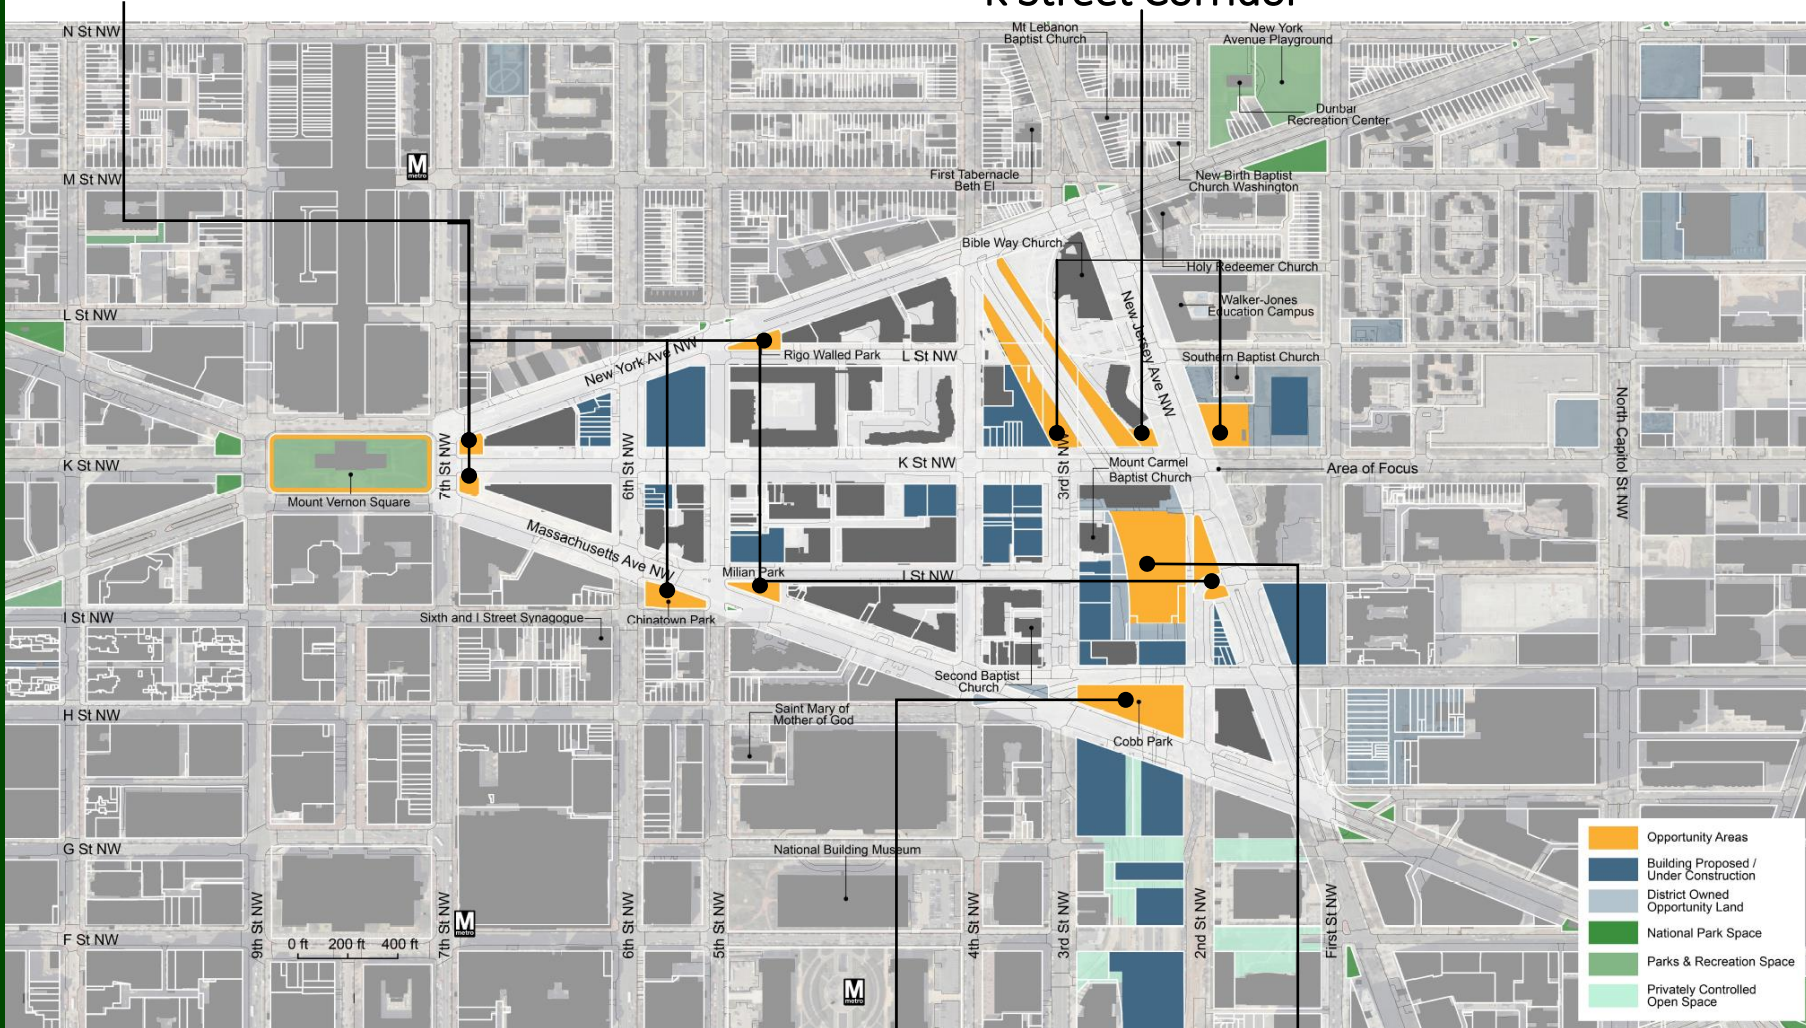 K Street Corridor
N St NW
Mt Lebanon
Baptist Church
New York
Avenue Playground
Dunbar
Recreation Center
M
metro
M St NW
First Tabernacle
Beth El
New Birth Baptist
Church Washington
Bible Way Church
Holy Redeemer Church
Walker-Jones
Education Campus
New Jersey Ave NW
L St NW
New York Ave NW
Rigo Walled Park
L St NW
Southern Baptist Church
North Capitol St NW
7th St NW
6th St NW
3rd St NW
K St NW
K St NW
Mount Carmel
Baptist Church
Area of Focus
Mount Vernon Square
Massachusetts Ave NW
Milian Park
I St NW
I St NW
Sixth and I Street Synagogue
Chinatown Park
Second Baptist
Church
Saint Mary of
Mother of God
H St NW
Cobb Park
G St NW
National Building Museum
Opportunity Areas
Building Proposed /
Under Construction
District Owned
Opportunity Land
National Park Space
Parks & Recreation Space
Privately Controlled
Open Space
F St NW
0 ft 200 ft 400 ft
9th St NW
7th St NW
M
metro
6th St NW
5th St NW
4th St NW
3rd St NW
2nd St NW
First St NW
M
metro